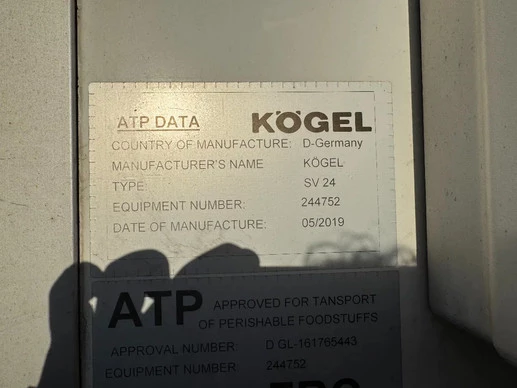 ATP DATA KÖGEL
COUNTRY OF MANUFACTURE: D-Germany
MANUFACTURER'S NAME KÖGEL
TYPE: SV 24
EQUIPMENT NUMBER: 244752
DATE OF MANUFACTURE: 05/2019
ATP APPROVED FOR TANSPORT
OF PERISHABLE FOODSTUFFS
APPROVAL NUMBER: D GL-161765443
EQUIPMENT NUMBER: 244752